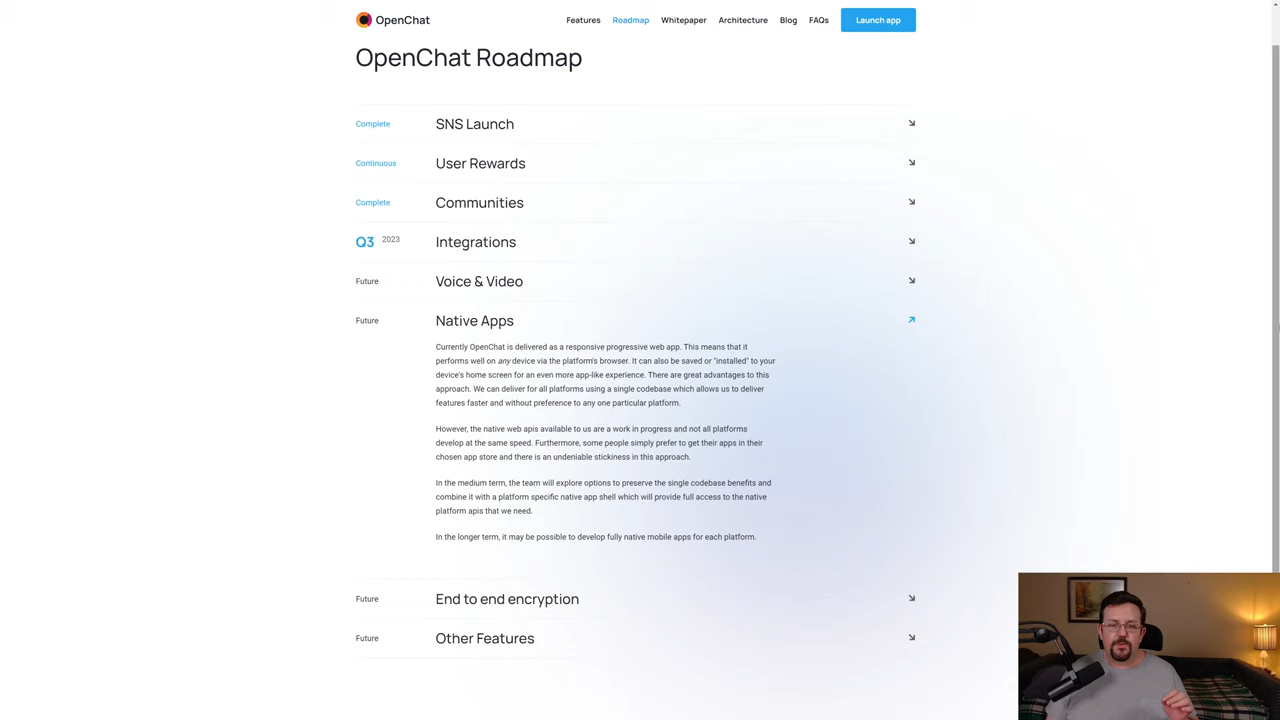 OpenChat
Features
Roadmap
Whitepaper
Architecture
Blog
FAQs
Launch app
OpenChat Roadmap
Complete
SNS Launch
Continuous
User Rewards
Complete
Communities
Q3 2023
Integrations
Future
Voice & Video
Future
Native Apps
Currently OpenChat is delivered as a responsive progressive web app. This means that it
performs well on any device via the platform's browser. It can also be saved or "installed" to your
device's home screen for an even more app-like experience. There are great advantages to this
approach. We can deliver for all platforms using a single codebase which allows us to deliver
features faster and without preference to any one particular platform.
However, the native web apis available to us are a work in progress and not all platforms
develop at the same speed. Furthermore, some people simply prefer to get their apps in their
chosen app store and there is an undeniable stickiness in this approach.
In the medium term, the team will explore options to preserve the single codebase benefits and
combine it with a platform specific native app shell which will provide full access to the native
platform apis that we need.
In the longer term, it may be possible to develop fully native mobile apps for each platform.
Future
End to end encryption
Future
Other Features